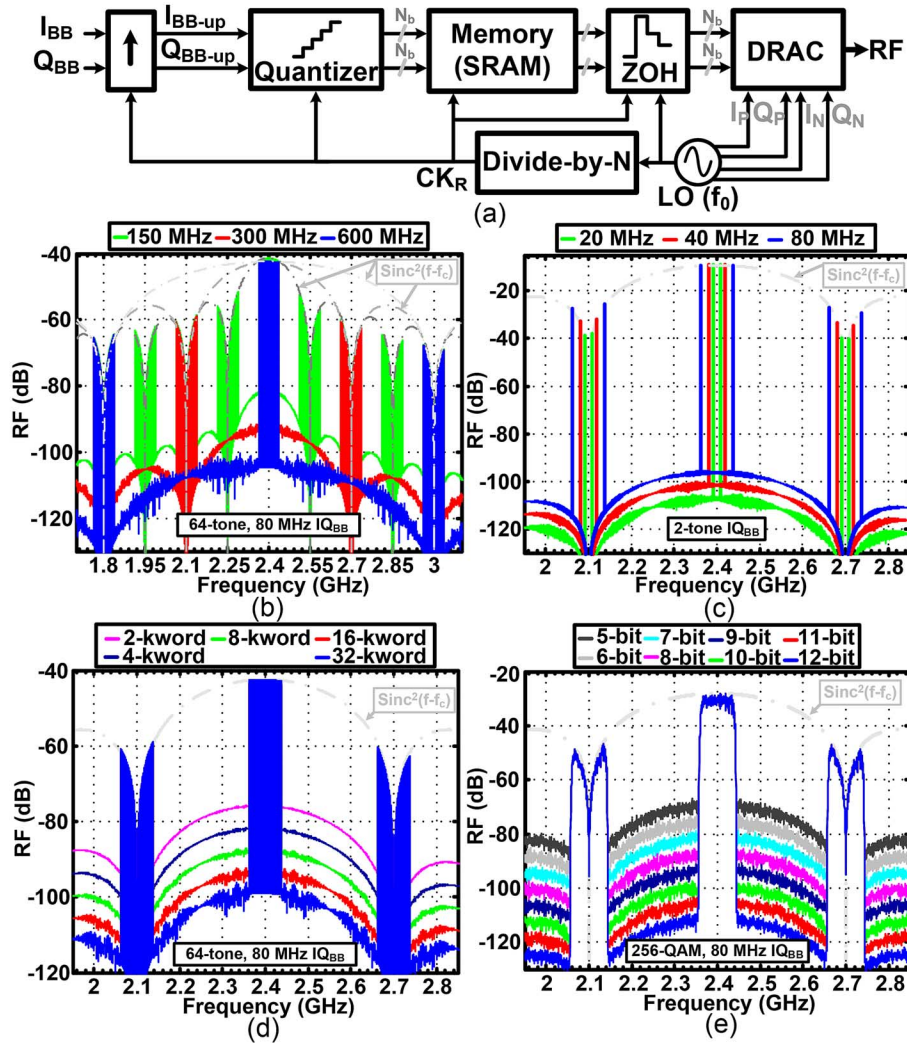 I_BB
Q_BB
I_BB-up
Q_BB-up
Quantizer
N_b
N_b
Memory
(SRAM)
ZOH
N_b
N_b
DRAC
RF
I_P Q_P I_N Q_N
CK_R
Divide-by-N
LO (f_0)
(a)
150 MHz 300 MHz 600 MHz
-40
-60
-80
-100
-120
RF (dB)
Sinc²(f-f_c)
64-tone, 80 MHz IQ_BB
1.8 1.95 2.1 2.25 2.4 2.55 2.7 2.85 3
Frequency (GHz)
(b)
20 MHz 40 MHz 80 MHz
-20
-40
-60
-80
-100
-120
RF (dB)
Sinc²(f-f_c)
2-tone IQ_BB
2 2.1 2.2 2.3 2.4 2.5 2.6 2.7 2.8
Frequency (GHz)
(c)
2-kword 8-kword 16-kword
4-kword 32-kword
-40
-60
-80
-100
-120
RF (dB)
Sinc²(f-f_c)
64-tone, 80 MHz IQ_BB
2 2.1 2.2 2.3 2.4 2.5 2.6 2.7 2.8
Frequency (GHz)
(d)
5-bit 7-bit 9-bit 11-bit
6-bit 8-bit 10-bit 12-bit
-20
-40
-60
-80
-100
-120
RF (dB)
Sinc²(f-f_c)
256-QAM, 80 MHz IQ_BB
2 2.1 2.2 2.3 2.4 2.5 2.6 2.7 2.8
Frequency (GHz)
(e)